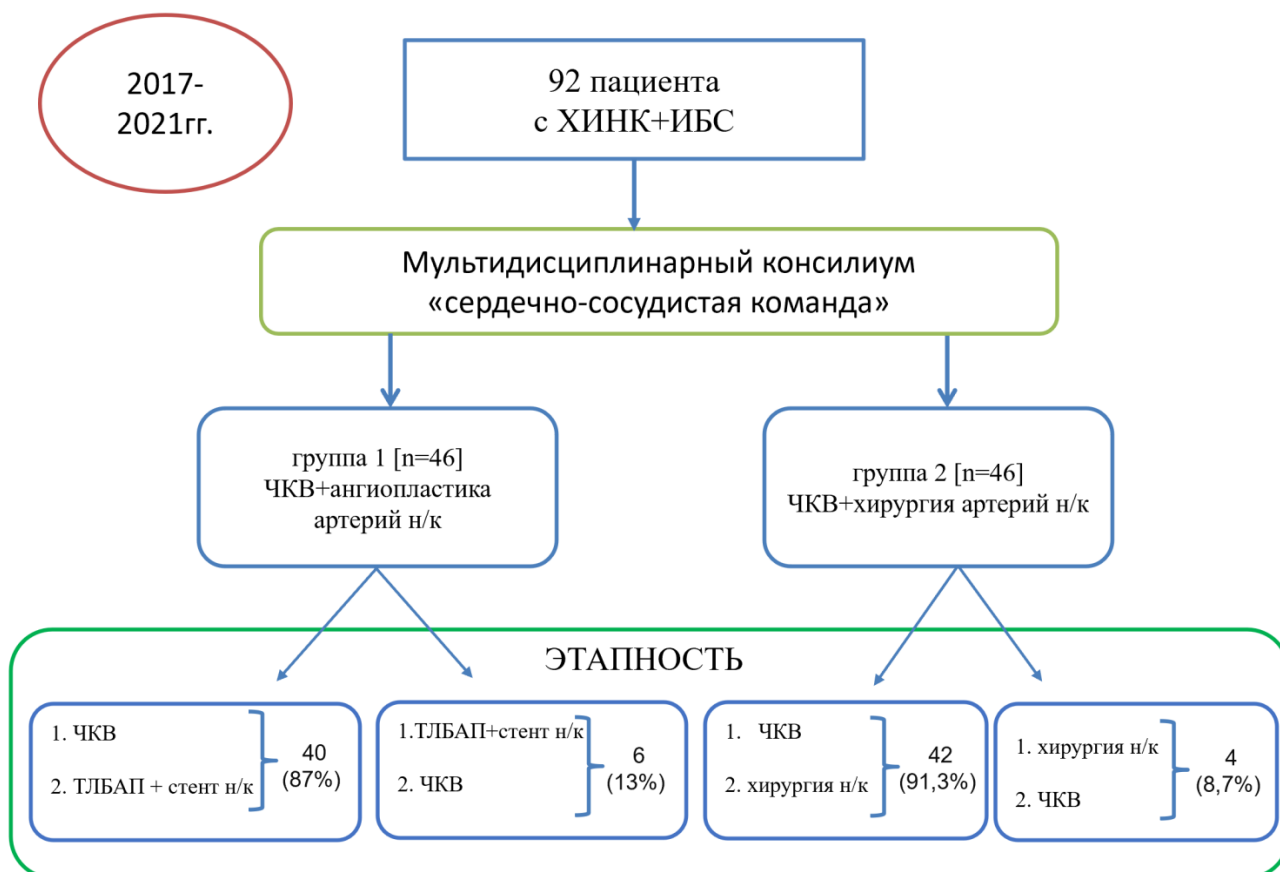 2017-
2021гг.
92 пациента
с ХИНК+ИБС
Мультидисциплинарный консилиум
«сердечно-сосудистая команда»
группа 1 [n=46]
ЧКВ+ангиопластика
артерий н/к
группа 2 [n=46]
ЧКВ+хирургия артерий н/к
ЭТАПНОСТЬ
1. ЧКВ
2. ТЛБАП + стент н/к
40
(87%)
1.ТЛБАП+стент н/к
2. ЧКВ
6
(13%)
1. ЧКВ
2. хирургия н/к
42
(91,3%)
1. хирургия н/к
2. ЧКВ
4
(8,7%)